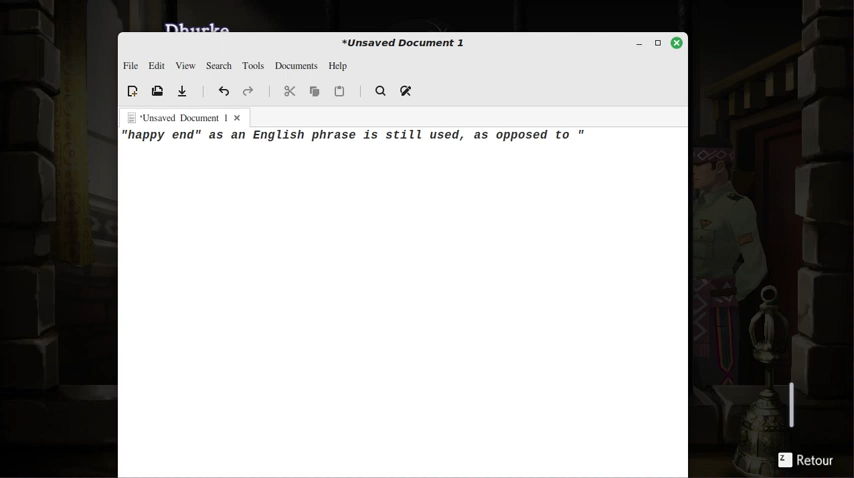 Dhurke
*Unsaved Document 1
File Edit View Search Tools Documents Help
*Unsaved Document 1
"happy end" as an English phrase is still used, as opposed to "
Z Retour